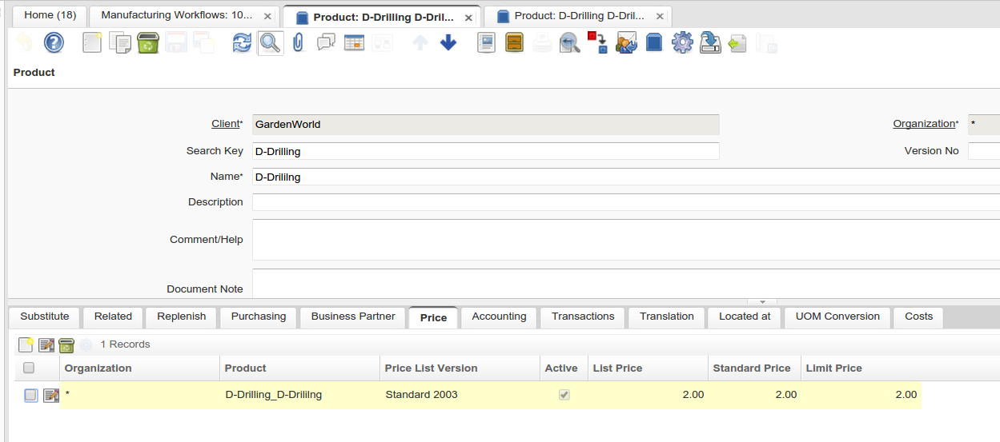 Home (18) Manufacturing Workflows: 10... Product: D-Drilling D-Dril... Product: D-Drilling D-Dril...
Product
Client* GardenWorld Organization* *
Search Key D-Drilling Version No
Name* D-Drililng
Description
Comment/Help
Document Note
Substitute Related Replenish Purchasing Business Partner Price Accounting Transactions Translation Located at UOM Conversion Costs
1 Records
Organization Product Price List Version Active List Price Standard Price Limit Price
* D-Drilling_D-Drililng Standard 2003 2.00 2.00 2.00